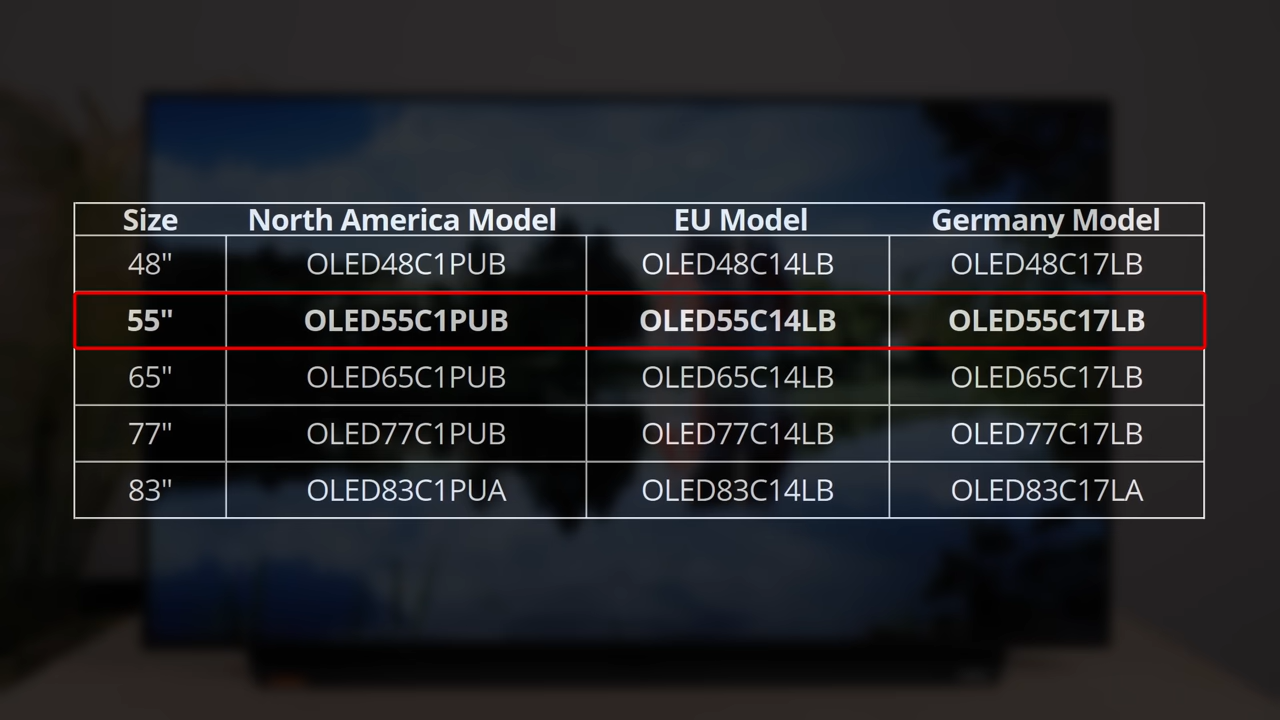 Size North America Model EU Model Germany Model
48" OLED48C1PUB OLED48C14LB OLED48C17LB
55" OLED55C1PUB OLED55C14LB OLED55C17LB
65" OLED65C1PUB OLED65C14LB OLED65C17LB
77" OLED77C1PUB OLED77C14LB OLED77C17LB
83" OLED83C1PUA OLED83C14LB OLED83C17LA